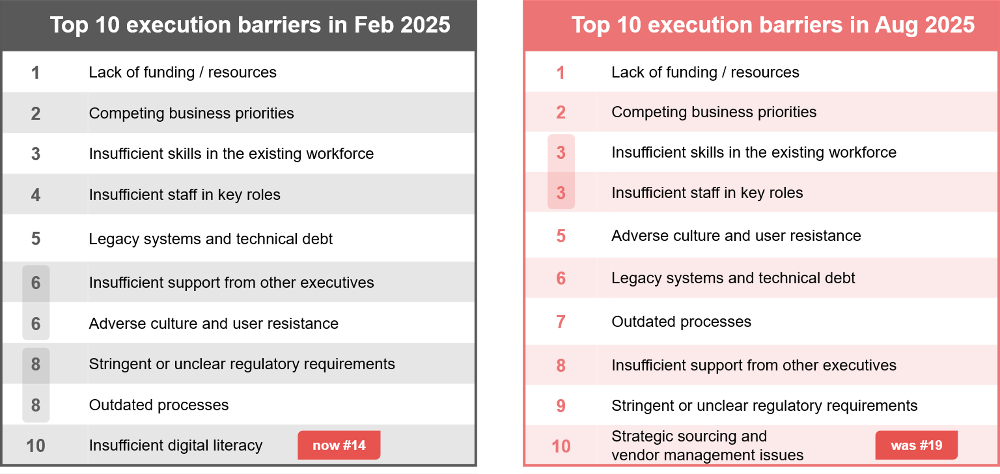 Top 10 execution barriers in Feb 2025
1 Lack of funding / resources
2 Competing business priorities
3 Insufficient skills in the existing workforce
4 Insufficient staff in key roles
5 Legacy systems and technical debt
6 Insufficient support from other executives
6 Adverse culture and user resistance
8 Stringent or unclear regulatory requirements
8 Outdated processes
10 Insufficient digital literacy now #14
Top 10 execution barriers in Aug 2025
1 Lack of funding / resources
2 Competing business priorities
3 Insufficient skills in the existing workforce
3 Insufficient staff in key roles
5 Adverse culture and user resistance
6 Legacy systems and technical debt
7 Outdated processes
8 Insufficient support from other executives
9 Stringent or unclear regulatory requirements
10 Strategic sourcing and
vendor management issues was #19